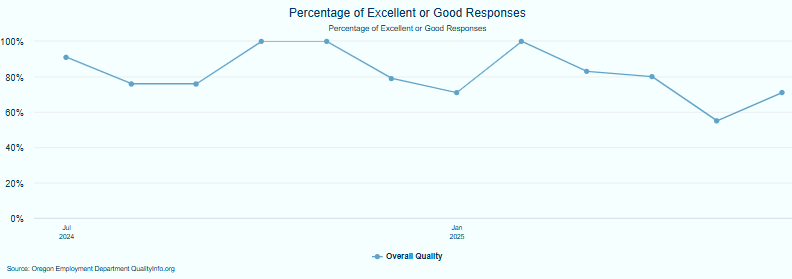 Percentage of Excellent or Good Responses
Percentage of Excellent or Good Responses
100%
80%
60%
40%
20%
0%
Jul
2024
Jan
2025
Overall Quality
Source: Oregon Employment Department QualityInfo.org